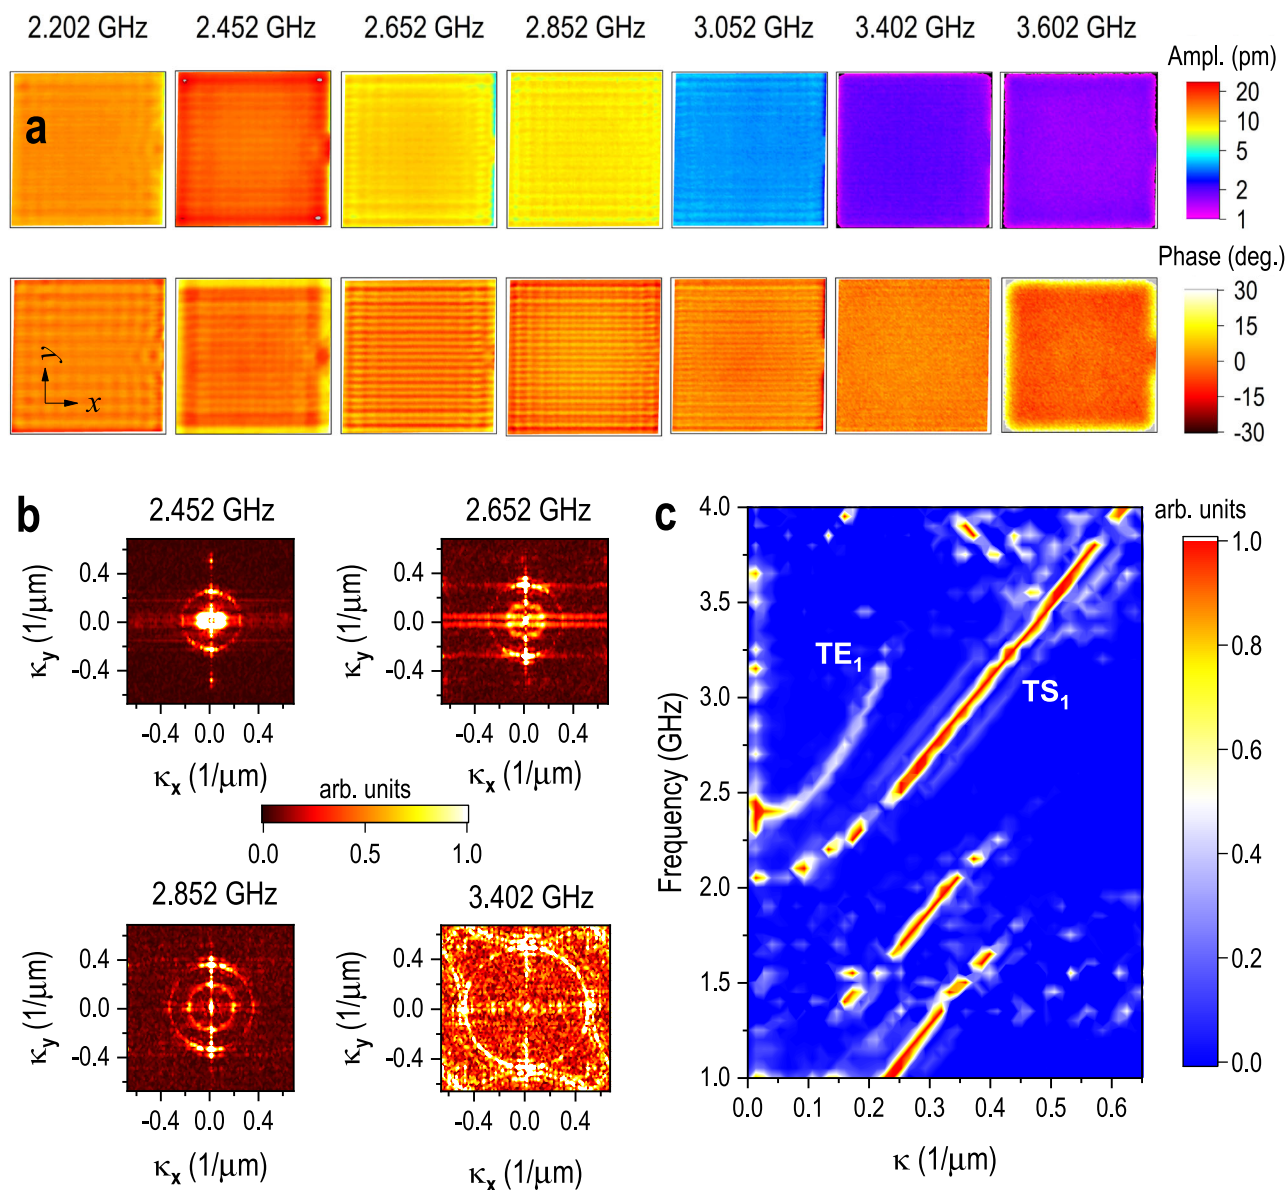 2.202 GHz 2.452 GHz 2.652 GHz 2.852 GHz 3.052 GHz 3.402 GHz 3.602 GHz
Ampl. (pm)
a
20
10
5
2
1
Phase (deg.)
y
x
30
15
0
-15
-30
b
2.452 GHz
κy (1/μm)
0.4
0.0
-0.4
-0.4 0.0 0.4
κx (1/μm)
2.652 GHz
κy (1/μm)
0.4
0.0
-0.4
-0.4 0.0 0.4
κx (1/μm)
arb. units
0.0 0.5 1.0
2.852 GHz
κy (1/μm)
0.4
0.0
-0.4
-0.4 0.0 0.4
κx (1/μm)
3.402 GHz
κy (1/μm)
0.4
0.0
-0.4
-0.4 0.0 0.4
κx (1/μm)
c
Frequency (GHz)
4.0
3.5
3.0
2.5
2.0
1.5
1.0
TE1
TS1
0.0 0.1 0.2 0.3 0.4 0.5 0.6
κ (1/μm)
arb. units
1.0
0.8
0.6
0.4
0.2
0.0